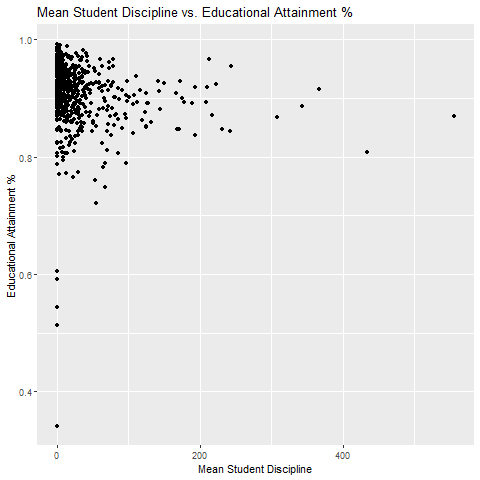 Mean Student Discipline vs. Educational Attainment %
1.0
0.8
0.6
0.4
Educational Attainment %
0
200
400
Mean Student Discipline